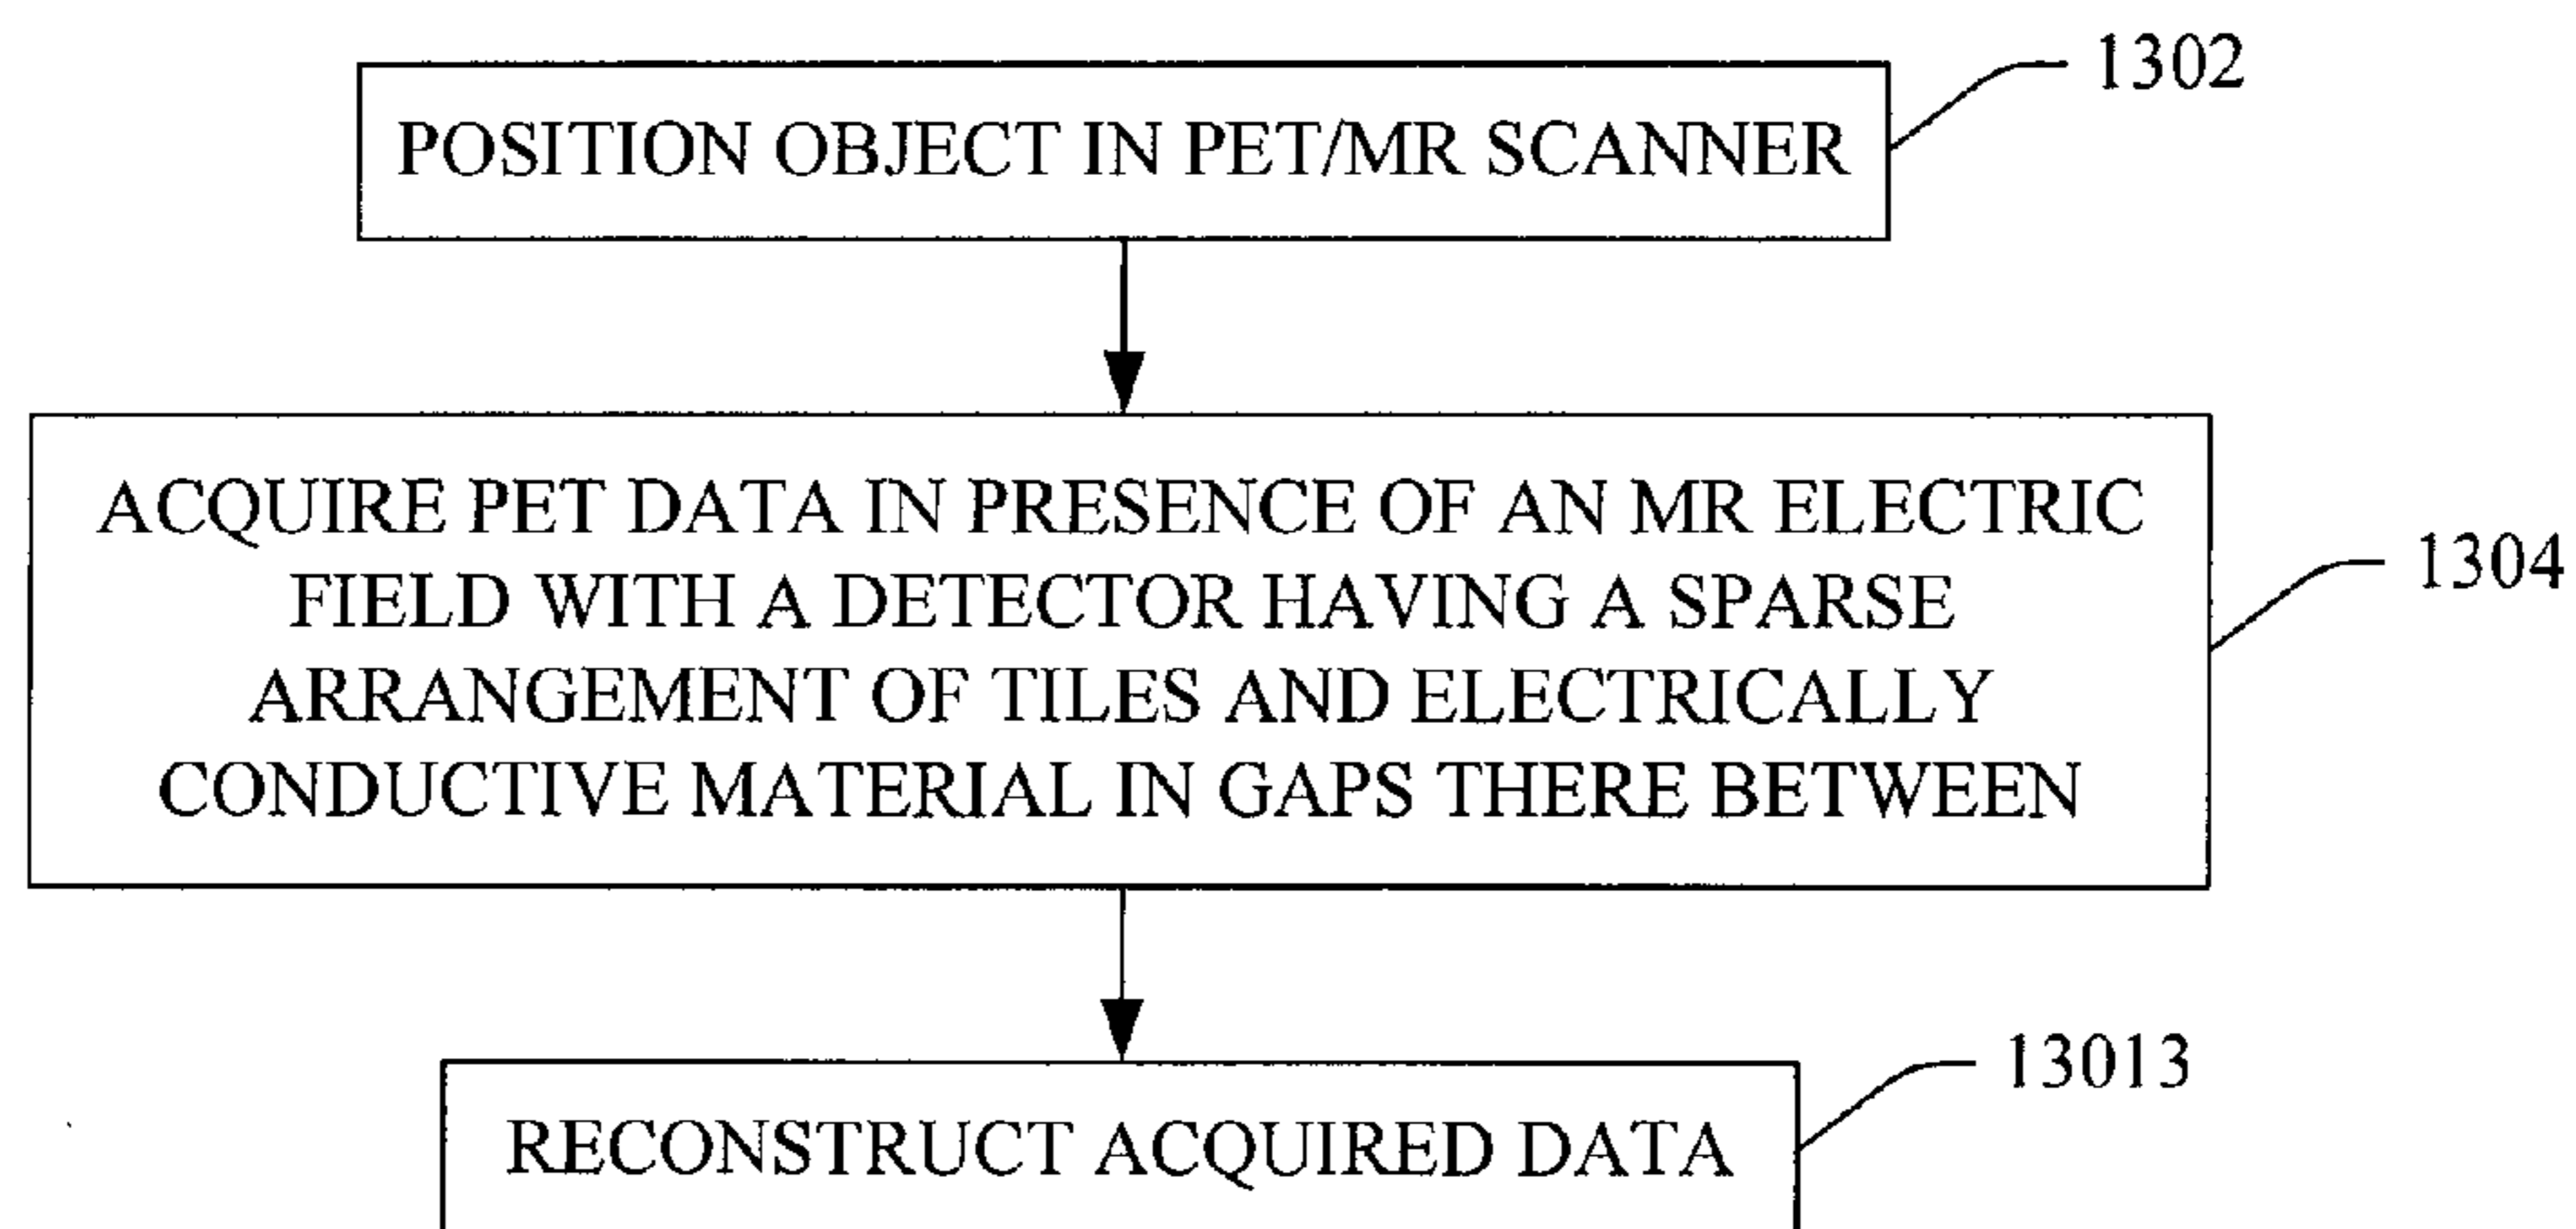 1302
POSITION OBJECT IN PET/MR SCANNER
ACQUIRE PET DATA IN PRESENCE OF AN MR ELECTRIC
FIELD WITH A DETECTOR HAVING A SPARSE
ARRANGEMENT OF TILES AND ELECTRICALLY
CONDUCTIVE MATERIAL IN GAPS THERE BETWEEN
1304
13013
RECONSTRUCT ACQUIRED DATA